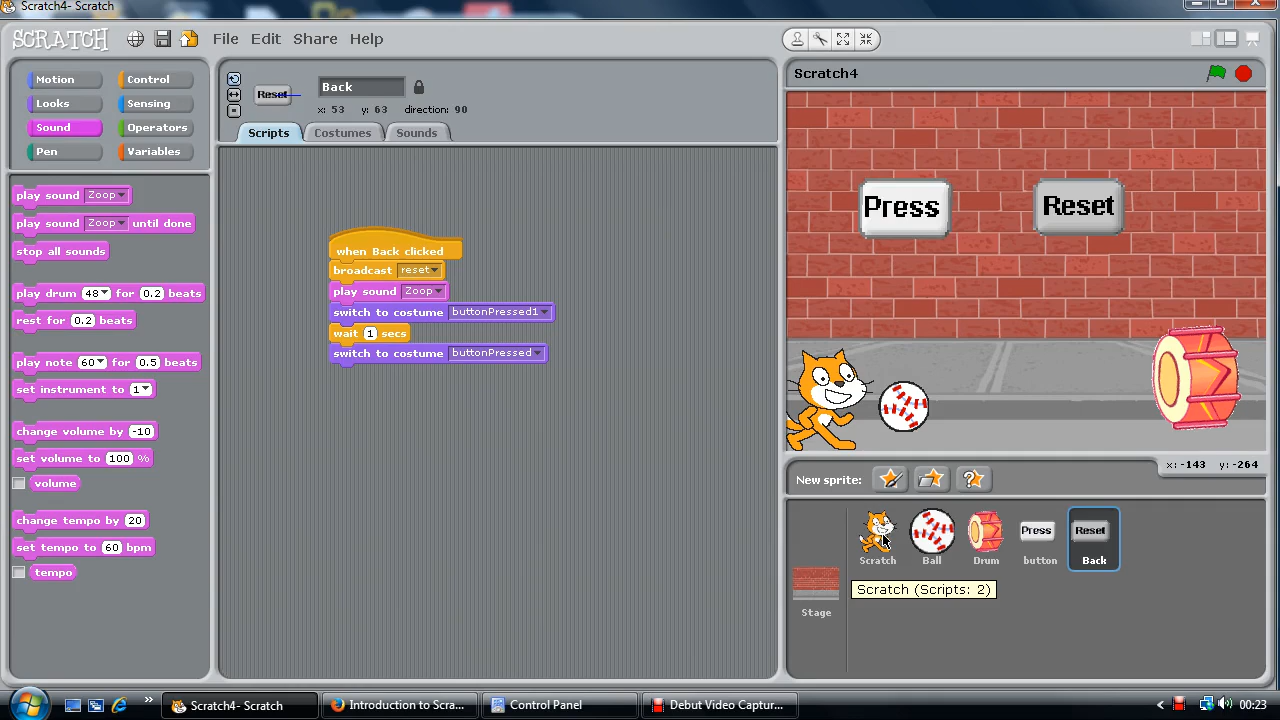 Scratch4- Scratch
SCRATCH File Edit Share Help
Motion Control
Looks Sensing
Sound Operators
Pen Variables
play sound Zoop
play sound Zoop until done
stop all sounds
play drum 48 for 0.2 beats
rest for 0.2 beats
play note 60 for 0.5 beats
set instrument to 1
change volume by -10
set volume to 100 %
volume
change tempo by 20
set tempo to 60 bpm
tempo
Reset
Back
x: 53 y: 63 direction: 90
Scripts Costumes Sounds
when Back clicked
broadcast reset
play sound Zoop
switch to costume buttonPressed1
wait 1 secs
switch to costume buttonPressed
Scratch4
Press Reset
x: -143 y: -264
New sprite:
Press Reset
Scratch Ball Drum button Back
Scratch (Scripts: 2)
Stage
» Scratch4- Scratch Introduction to Scra... Control Panel Debut Video Captur... 00:23